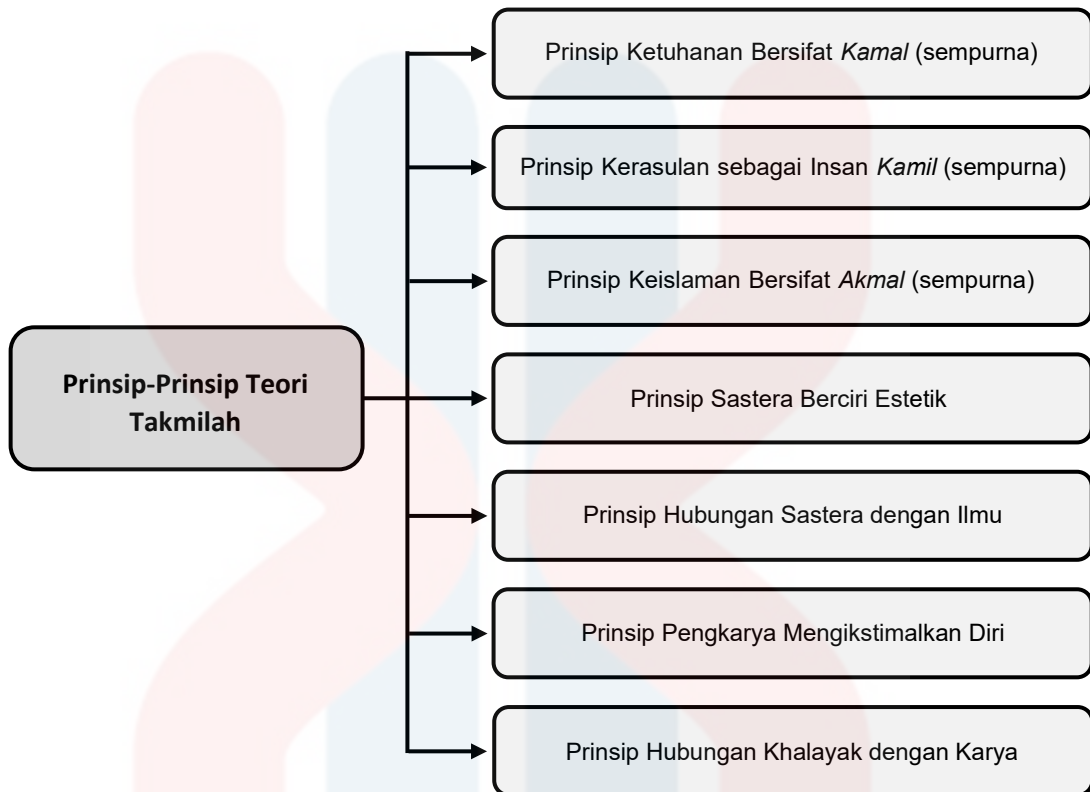 Prinsip Ketuhanan Bersifat Kamal (sempurna)
Prinsip Kerasulan sebagai Insan Kamil (sempurna)
Prinsip Keislaman Bersifat Akmal (sempurna)
Prinsip-Prinsip Teori
Takmilah
Prinsip Sastera Berciri Estetik
Prinsip Hubungan Sastera dengan Ilmu
Prinsip Pengkarya Mengikstimalkan Diri
Prinsip Hubungan Khalayak dengan Karya